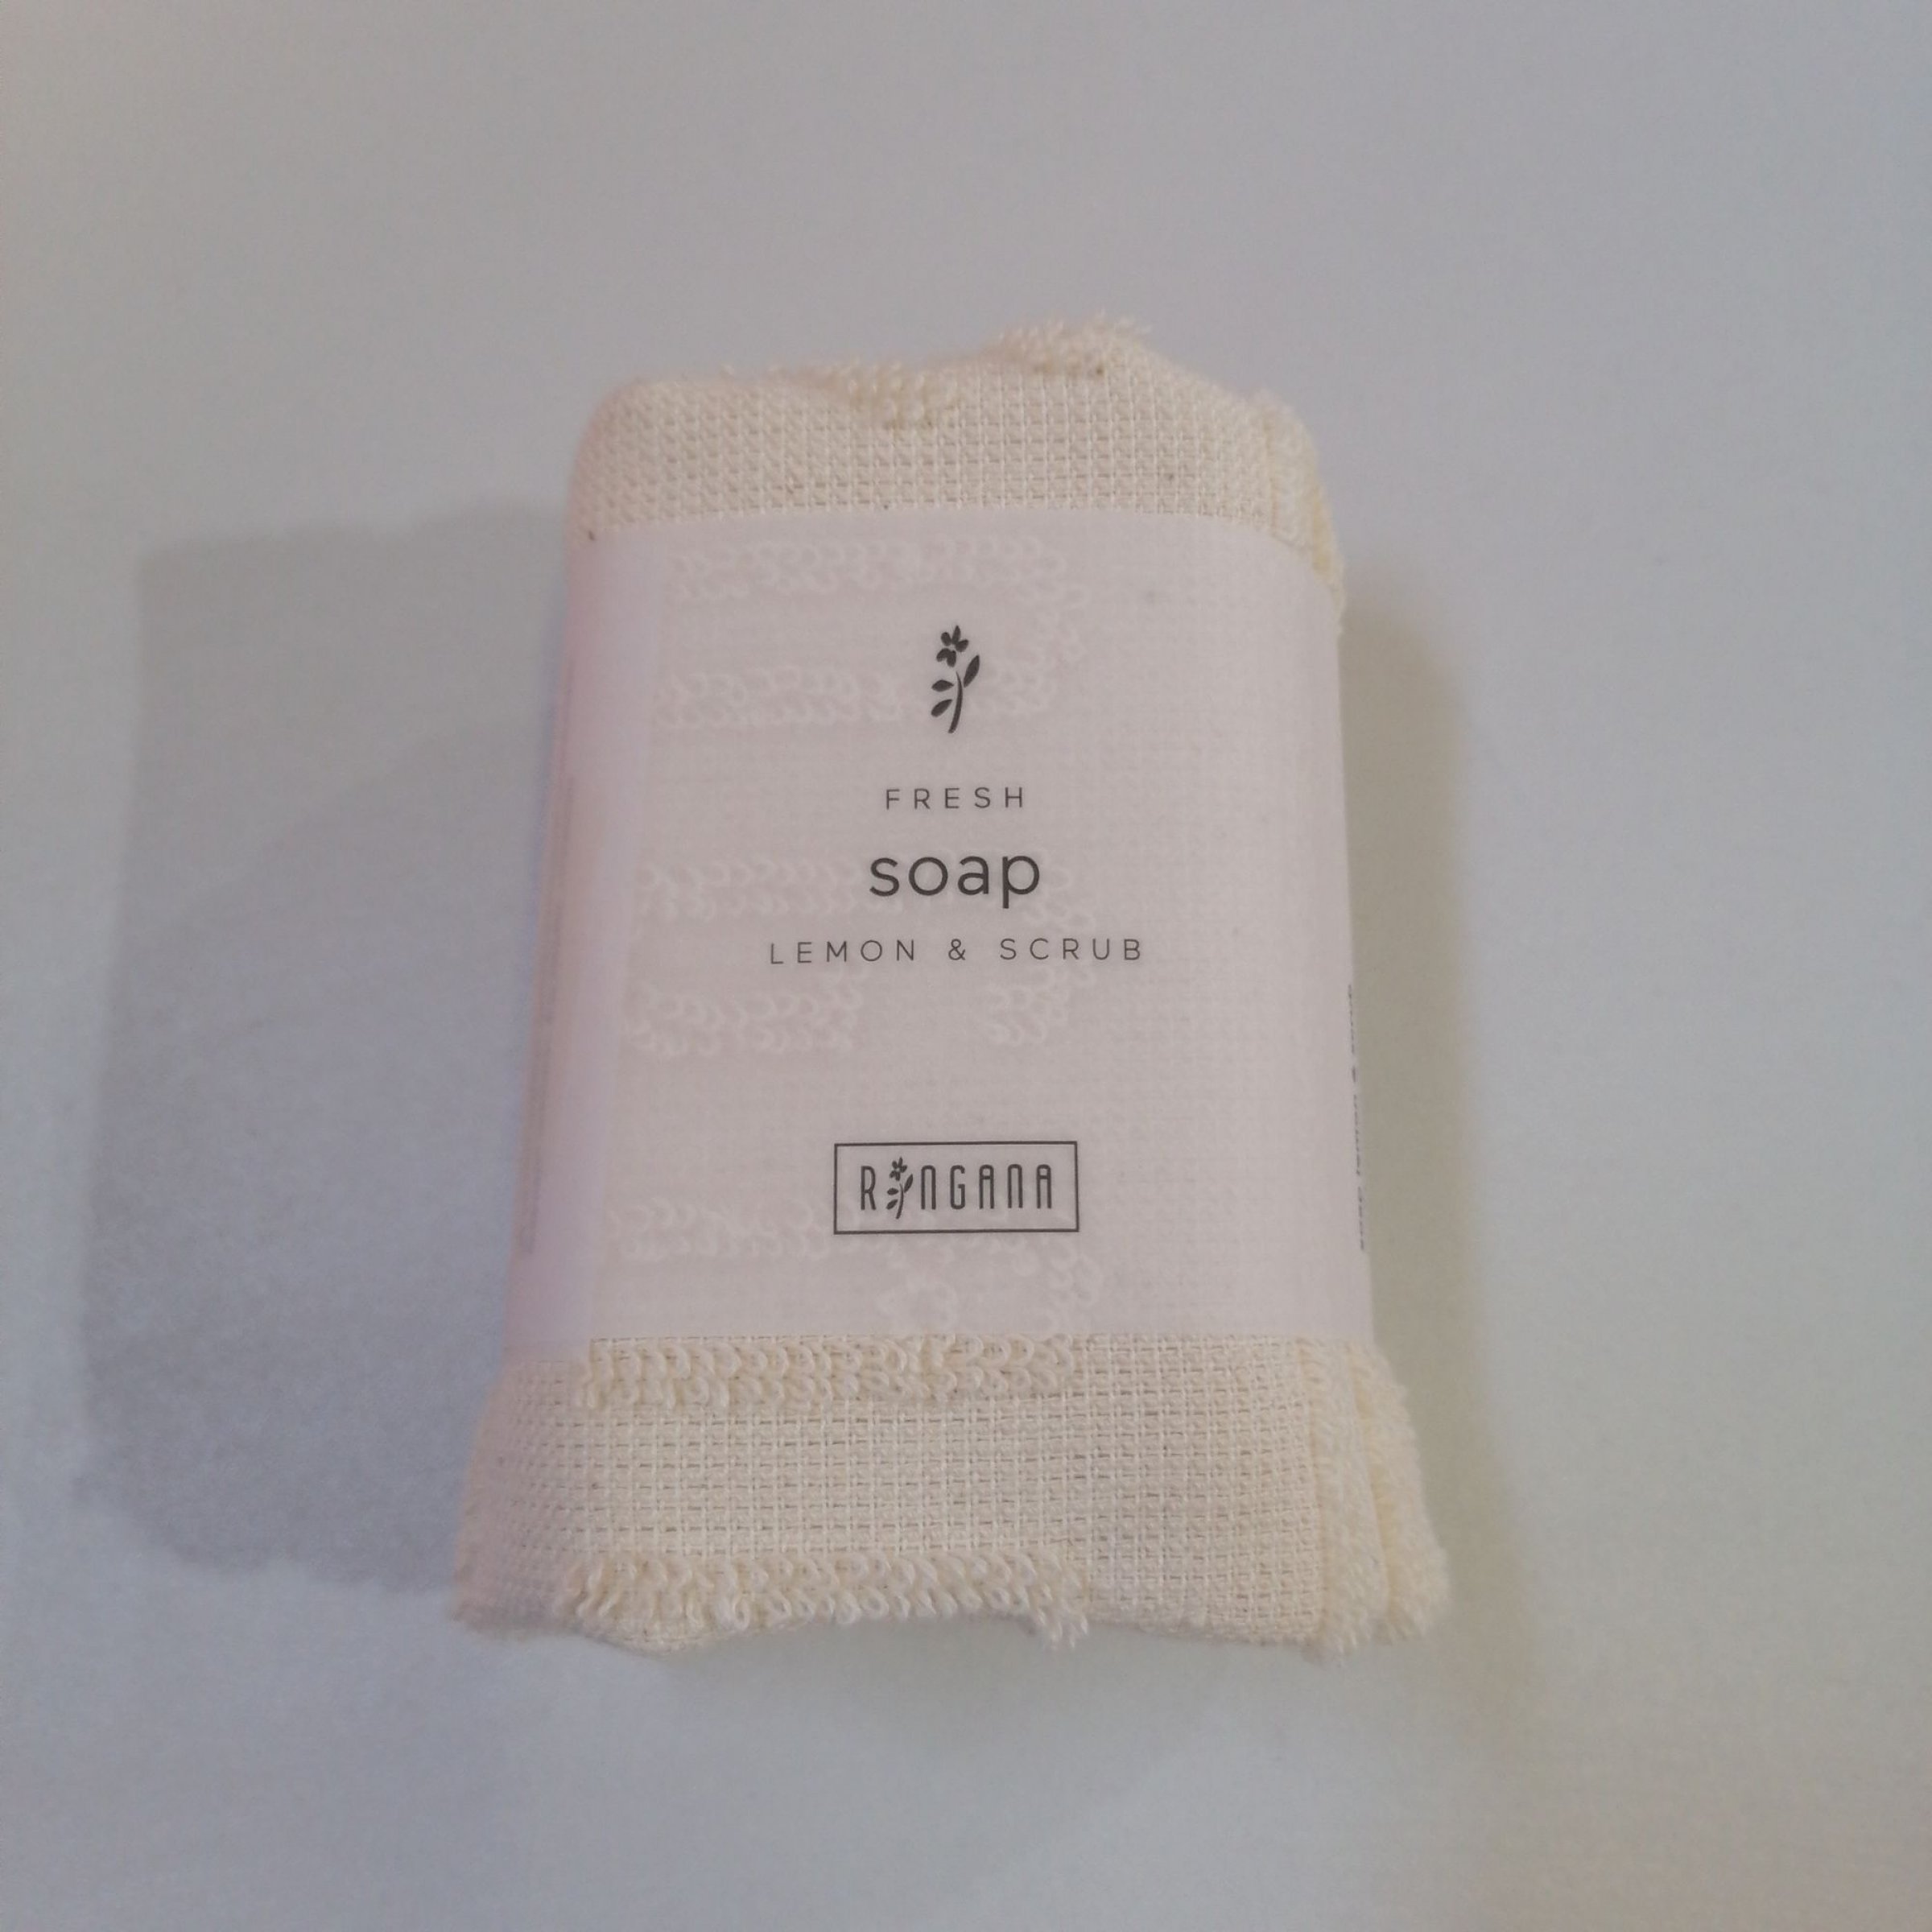 FRESH
soap
LEMON & SCRUB
RINGANA